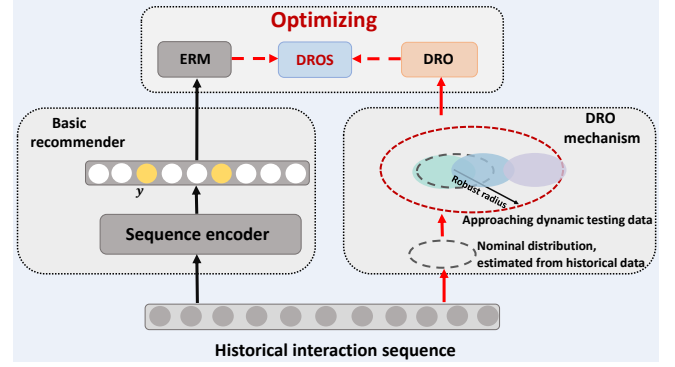 Optimizing
ERM
DROS
DRO
Basic
recommender
y
Sequence encoder
DRO
mechanism
Robust radius
Approaching dynamic testing data
Nominal distribution,
estimated from historical data
Historical interaction sequence